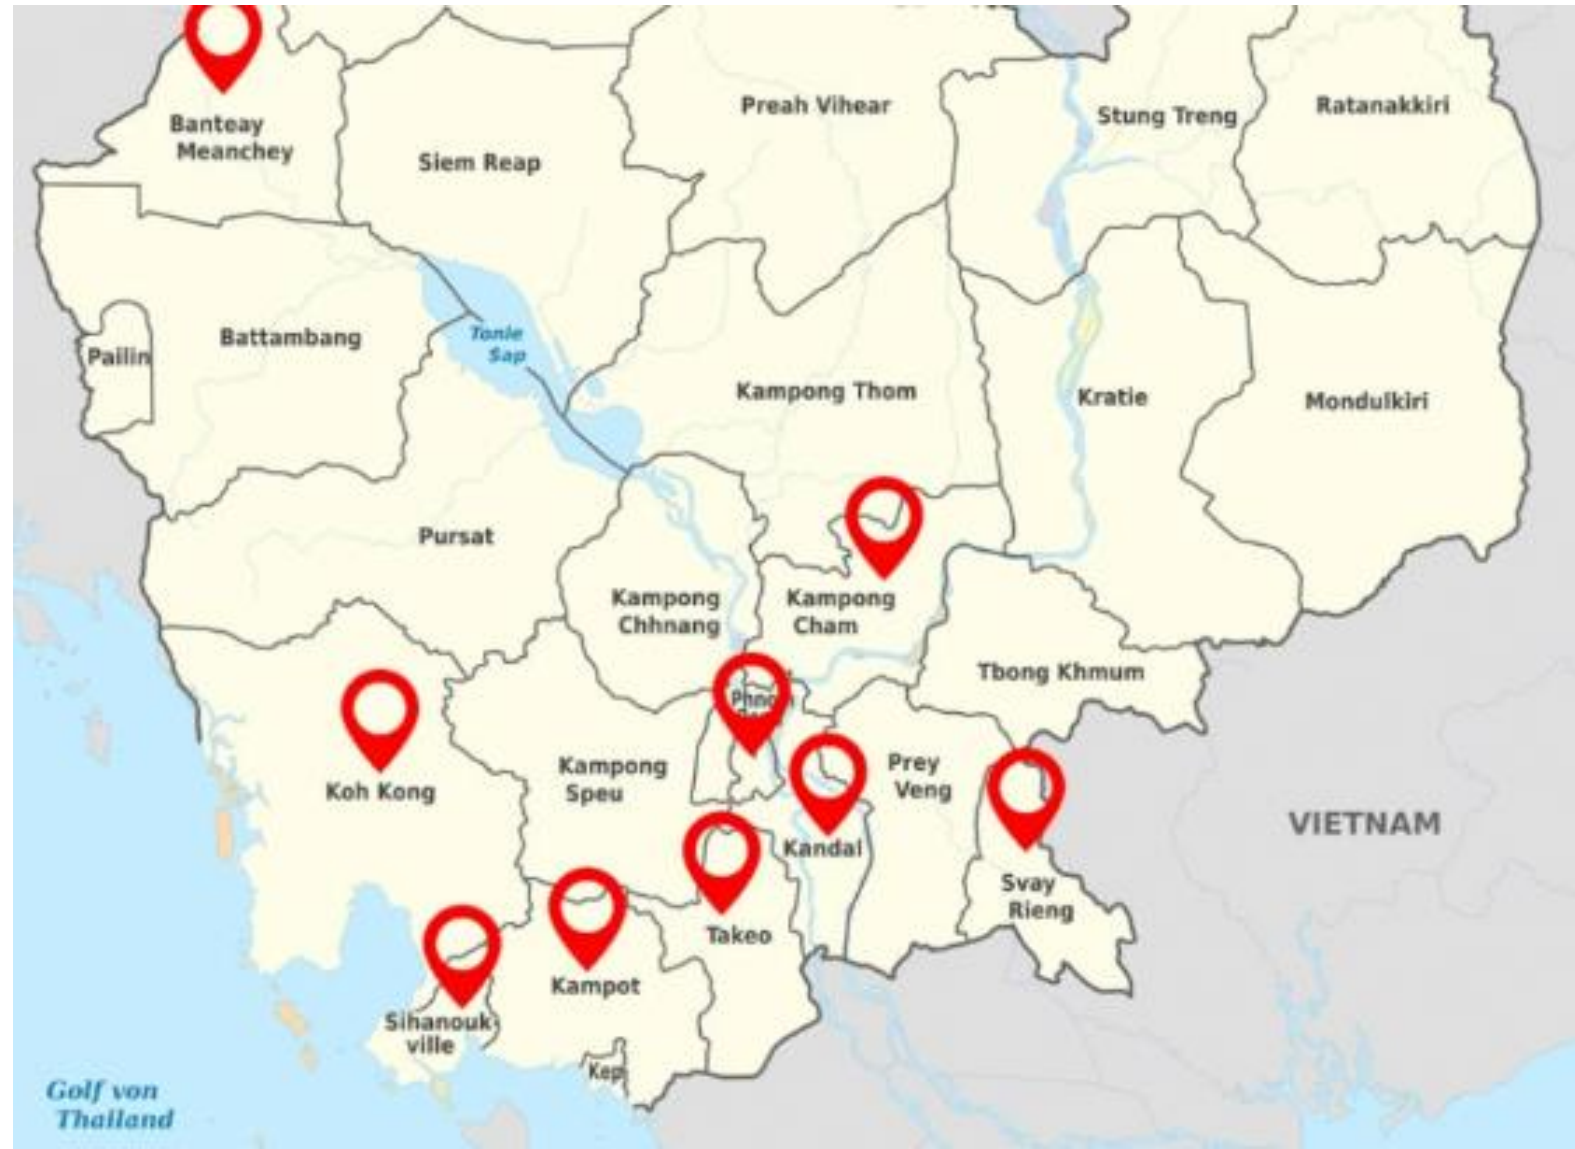 Banteay
Meanchey
Siem Reap
Preah Vihear
Stung Treng
Ratanakkiri
Pailin
Battambang
Tonle
Sap
Kampong Thom
Kratie
Mondulkiri
Pursat
Kampong
Chhnang
Kampong
Cham
Tbong Khmum
Koh Kong
Kampong
Speu
Prey
Veng
VIETNAM
Kandal
Svay
Rieng
Takeo
Kampot
Sihanouk-
ville
Kep
Golf von
Thailand